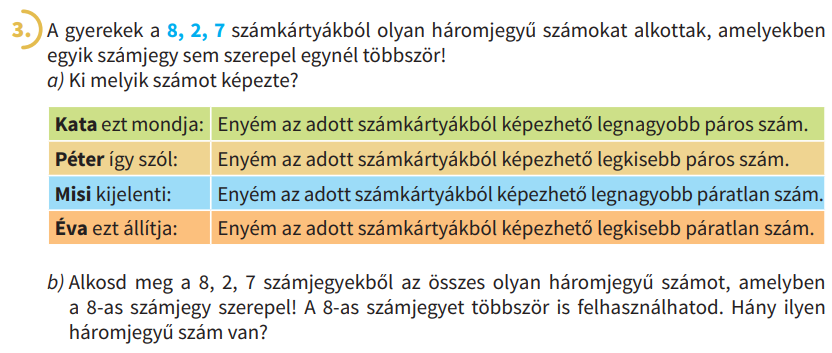 3. A gyerekek a 8, 2, 7 számkártyákból olyan háromjegyű számokat alkottak, amelyekben
egyik számjegy sem szerepel egynél többször!
a) Ki melyik számot képezte?
Kata ezt mondja: Enyém az adott számkártyákból képezhető legnagyobb páros szám.
Péter így szól: Enyém az adott számkártyákból képezhető legkisebb páros szám.
Misi kijelenti: Enyém az adott számkártyákból képezhető legnagyobb páratlan szám.
Éva ezt állítja: Enyém az adott számkártyákból képezhető legkisebb páratlan szám.
b) Alkosd meg a 8, 2, 7 számjegyekből az összes olyan háromjegyű számot, amelyben
a 8-as számjegy szerepel! A 8-as számjegyet többször is felhasználhatod. Hány ilyen
háromjegyű szám van?